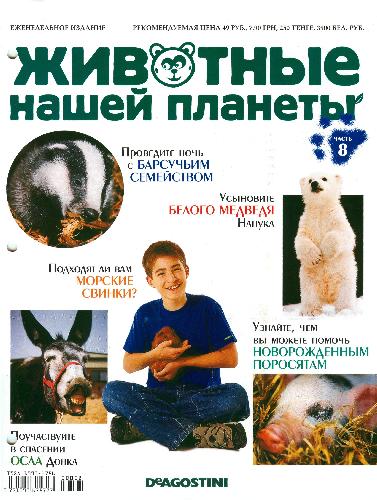 ЕЖЕНЕДЕЛЬНОЕ ИЗДАНИЕ
РЕКОМЕНДУЕМАЯ ЦЕНА 49 РУБ.,
ЖИВОТНЫЕ
НАШЕЙ ПЛАНЕТЫ
ЧАСТЬ
8
Проведите ночь
с БАРСУЧЬИМ
СЕМЕЙСТВОМ
Усыновите
БЕЛОГО МЕДВЕДЯ
Нанука
Подходят ли вам
МОРСКИЕ
СВИНКИ?
Узнайте, чем
вы можете помочь
НОВОРОЖДЕННЫМ
ПОРОСЯТАМ
Поучаствуйте
в спасении
ОСЛА Донка
DeAGOSTINI